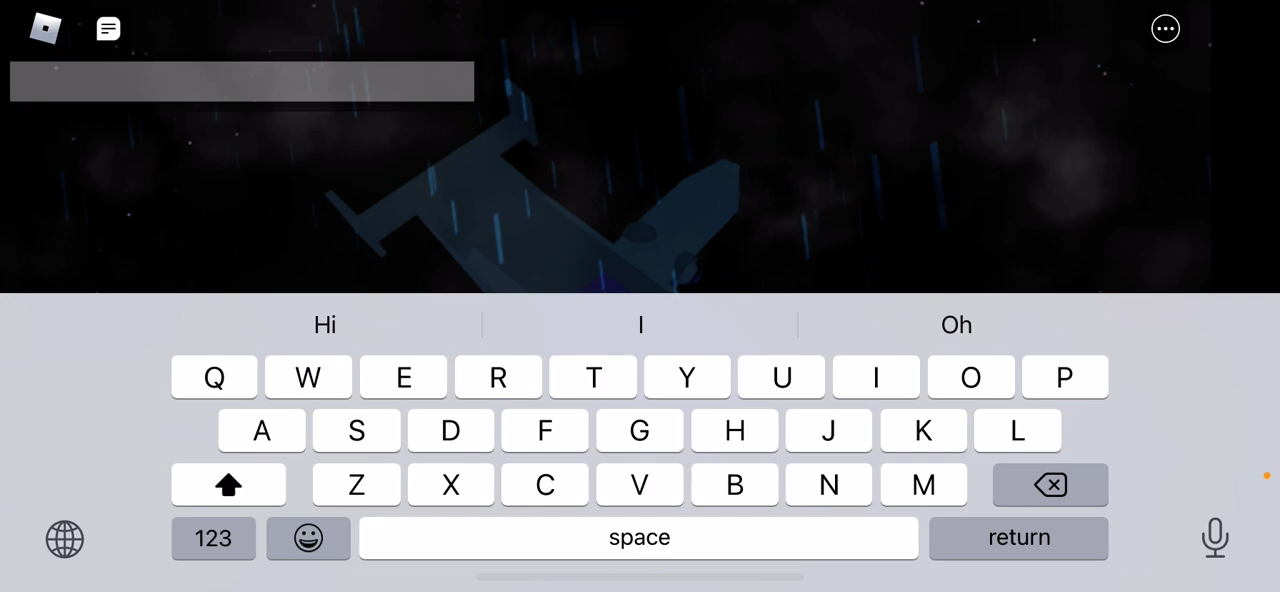 Hi I Oh
Q W E R T Y U I O P
A S D F G H J K L
Z X C V B N M
123 space return